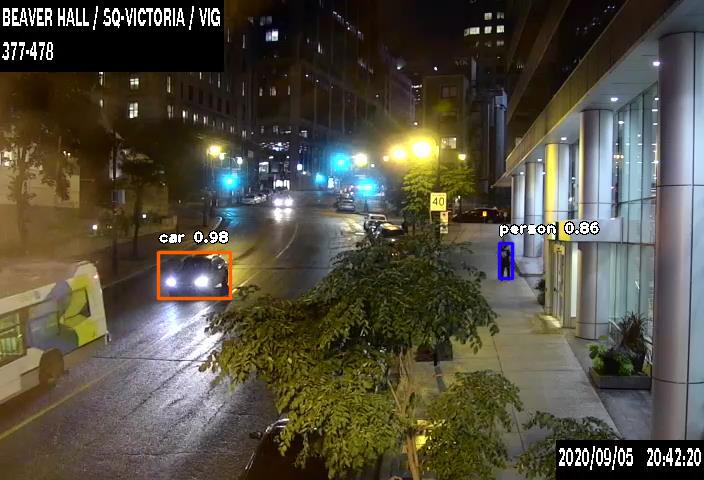 BEAVER HALL / SQ-VICTORIA / VIG
377-478
40
car 0.98
person 0.86
2020/09/05 20:42:20